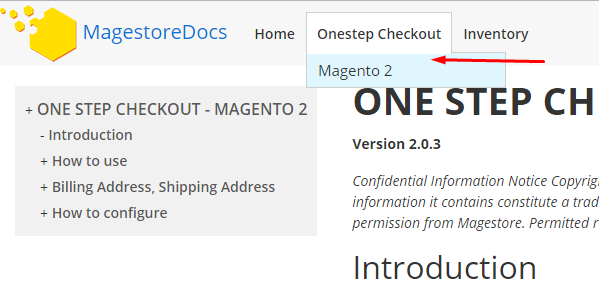 MagestoreDocs
Home Onestep Checkout Inventory
Magento 2
+ ONE STEP CHECKOUT - MAGENTO 2
- Introduction
+ How to use
+ Billing Address, Shipping Address
+ How to configure
ONE STEP CH
Version 2.0.3
Confidential Information Notice Copyrig
information it contains constitute a trad
permission from Magestore. Permitted r
Introduction